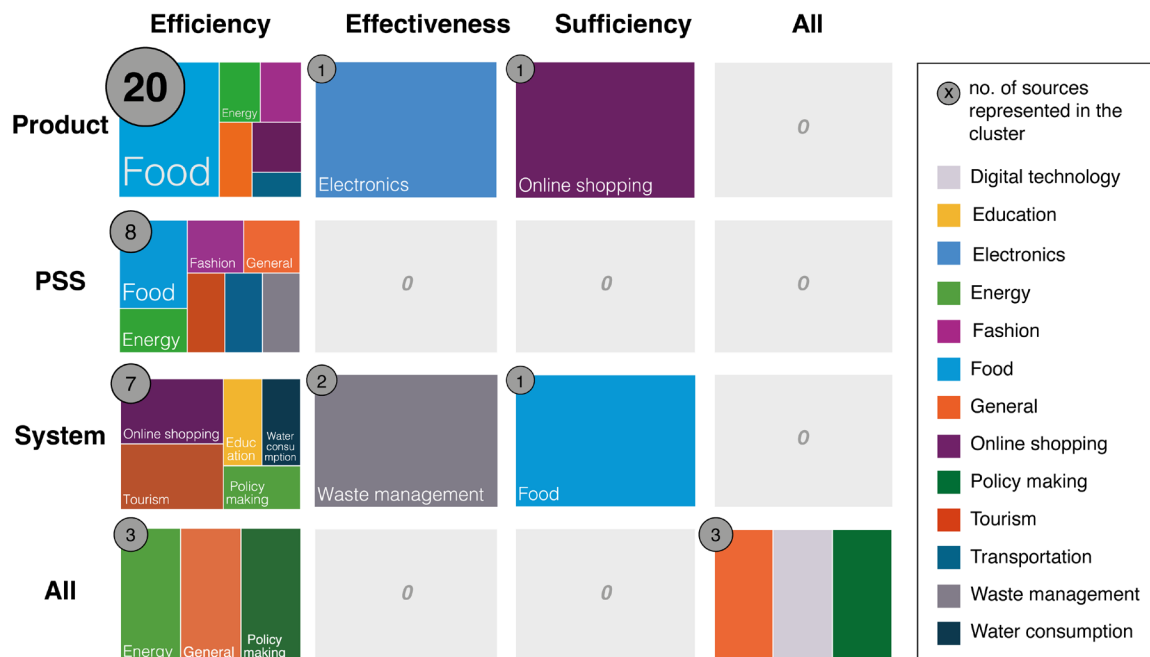 Efficiency Effectiveness Sufficiency All
Product
20
Food
Energy
1
Electronics
1
Online shopping
0
PSS
8
Food
Energy
Fashion
General
0
0
0
System
7
Online shopping
Tourism
Educ
ation
Water
consu
mption
Policy
making
2
Waste management
1
Food
0
All
3
Energy
General
Policy
making
0
0
3
x
no. of sources
represented in the
cluster
Digital technology
Education
Electronics
Energy
Fashion
Food
General
Online shopping
Policy making
Tourism
Transportation
Waste management
Water consumption